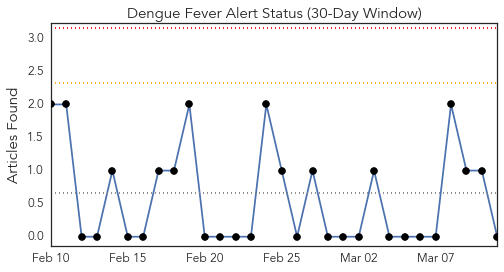 Dengue Fever Alert Status (30-Day Window)
Articles Found
3.0
2.5
2.0
1.5
1.0
0.5
0.0
Feb 10
Feb 15
Feb 20
Feb 25
Mar 02
Mar 07